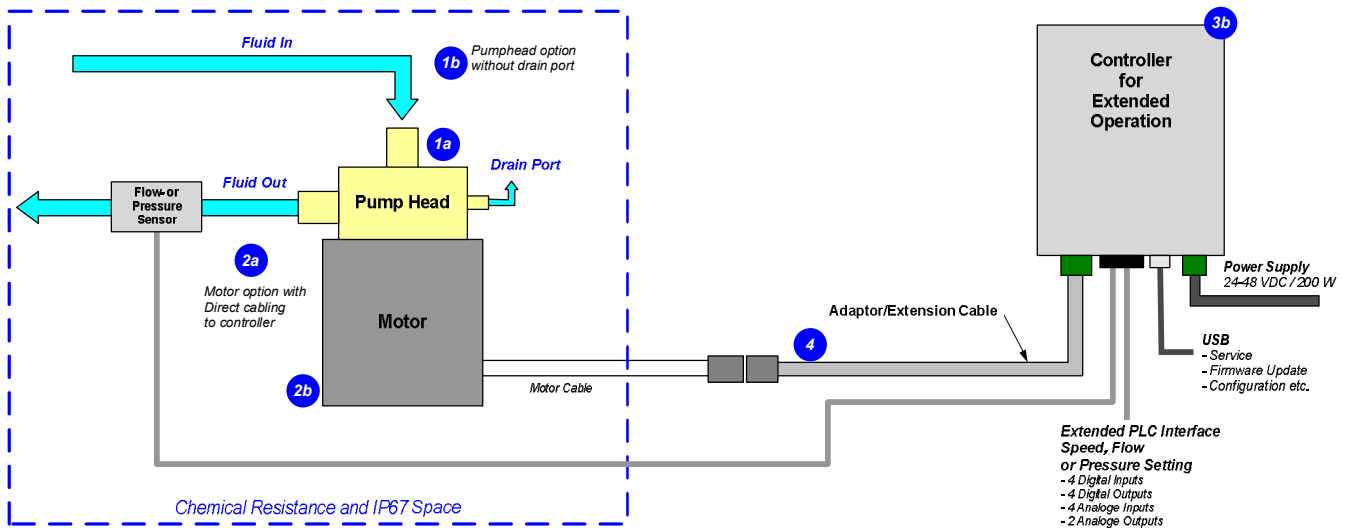 Fluid In
1b
Pumphead option
without drain port
1a
Drain Port
Fluid Out
Flow- or
Pressure
Sensor
Pump Head
2a
Motor option with
Direct cabling
to controller
Motor
2b
Motor Cable
Chemical Resistance and IP67 Space
4
Adaptor/Extension Cable
3b
Controller
for
Extended
Operation
Power Supply
24-48 VDC / 200 W
USB
- Service
- Firmware Update
- Configuration etc.
Extended PLC Interface
Speed, Flow
or Pressure Setting
- 4 Digital Inputs
- 4 Digital Outputs
- 4 Analoge Inputs
- 2 Analoge Outputs